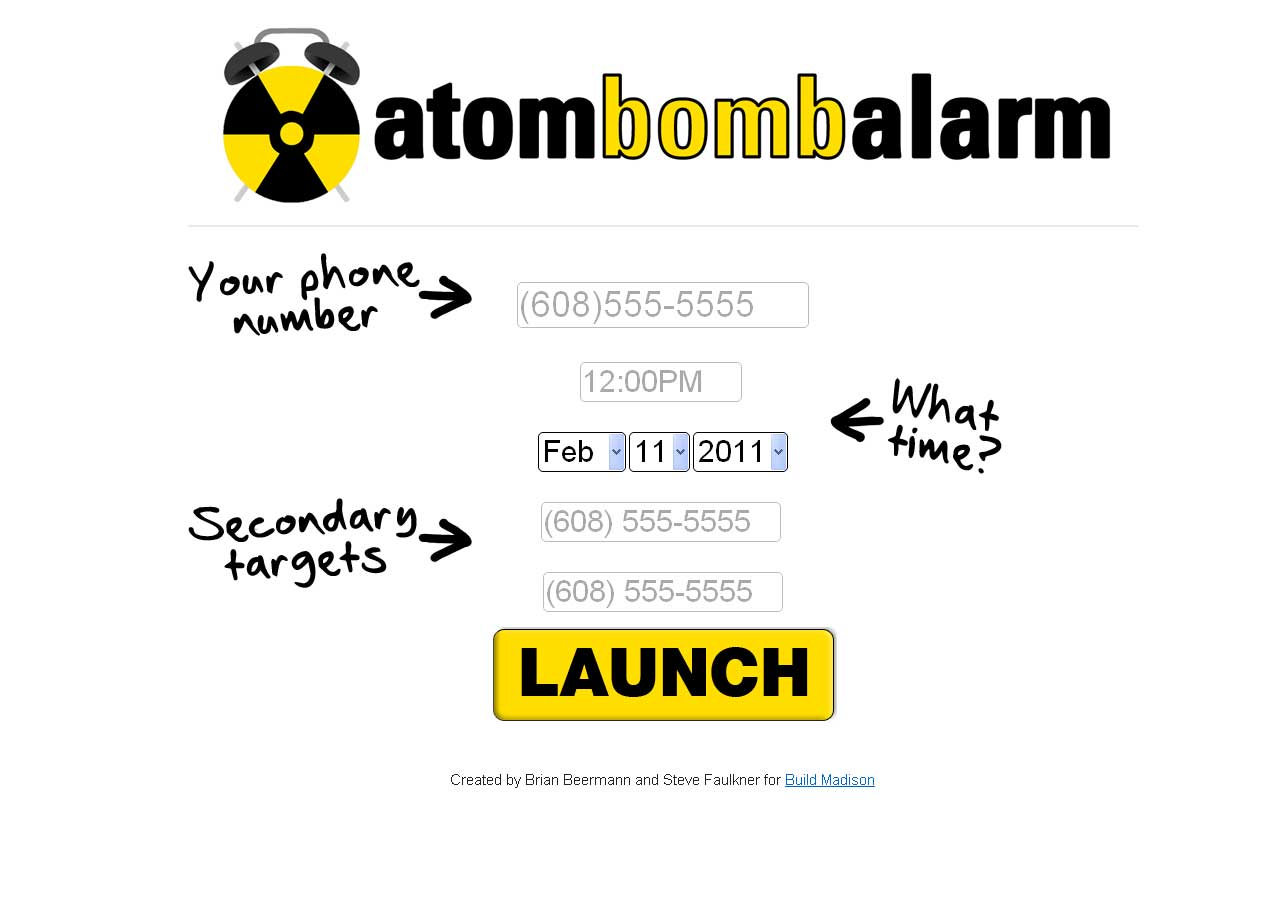 atombombalarm
Your phone
number
(608)555-5555
12:00PM
What
time?
Feb 11 2011
Secondary
targets
(608) 555-5555
(608) 555-5555
LAUNCH
Created by Brian Beermann and Steve Faulkner for Build Madison